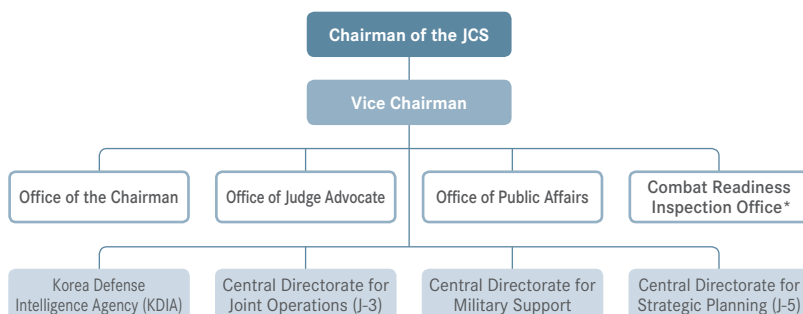 Chairman of the JCS
Vice Chairman
Office of the Chairman
Office of Judge Advocate
Office of Public Affairs
Combat Readiness
Inspection Office*
Korea Defense
Intelligence Agency (KDIA)
Central Directorate for
Joint Operations (J-3)
Central Directorate for
Military Support
Central Directorate for
Strategic Planning (J-5)